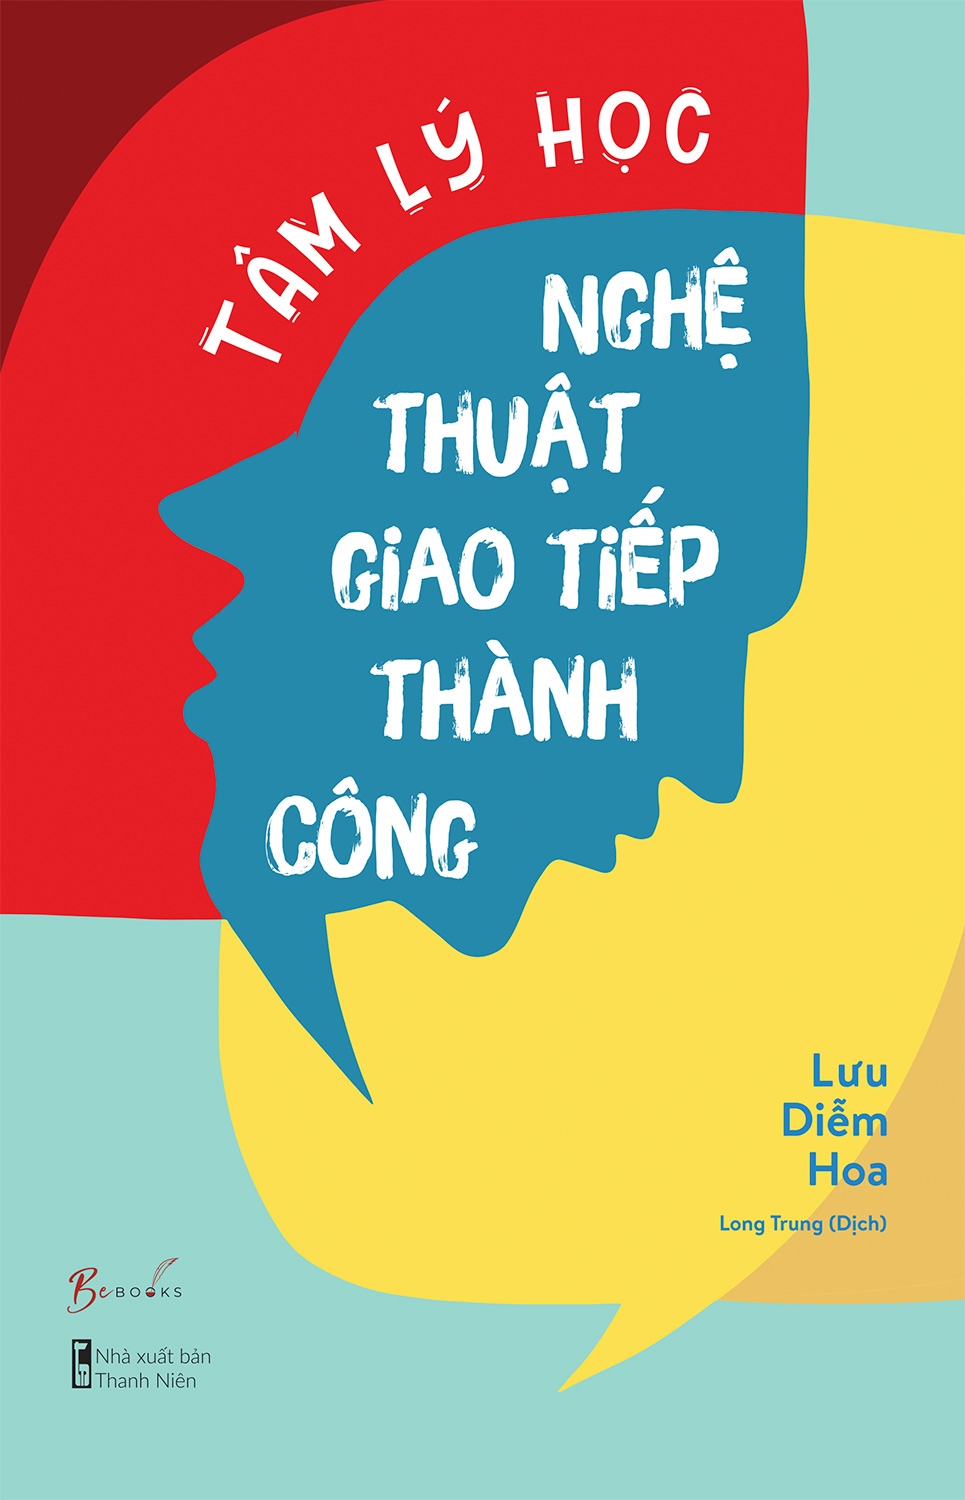 TÂM LÝ HỌC
NGHỆ
THUẬT
GIAO TIẾP
THÀNH
CÔNG
Lưu
Diễm
Hoa
Long Trung (Dịch)
BeBOOKS
Nhà xuất bản
Thanh Niên